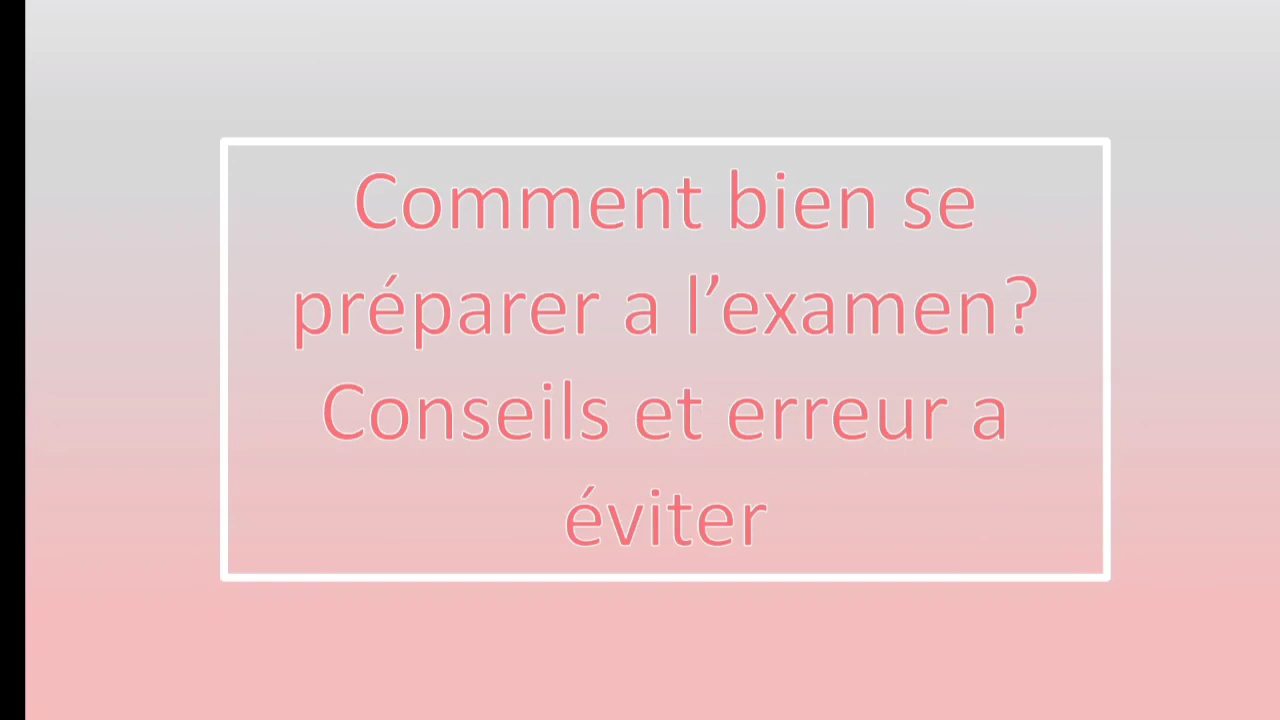 Comment bien se
préparer a l’examen?
Conseils et erreur a
éviter